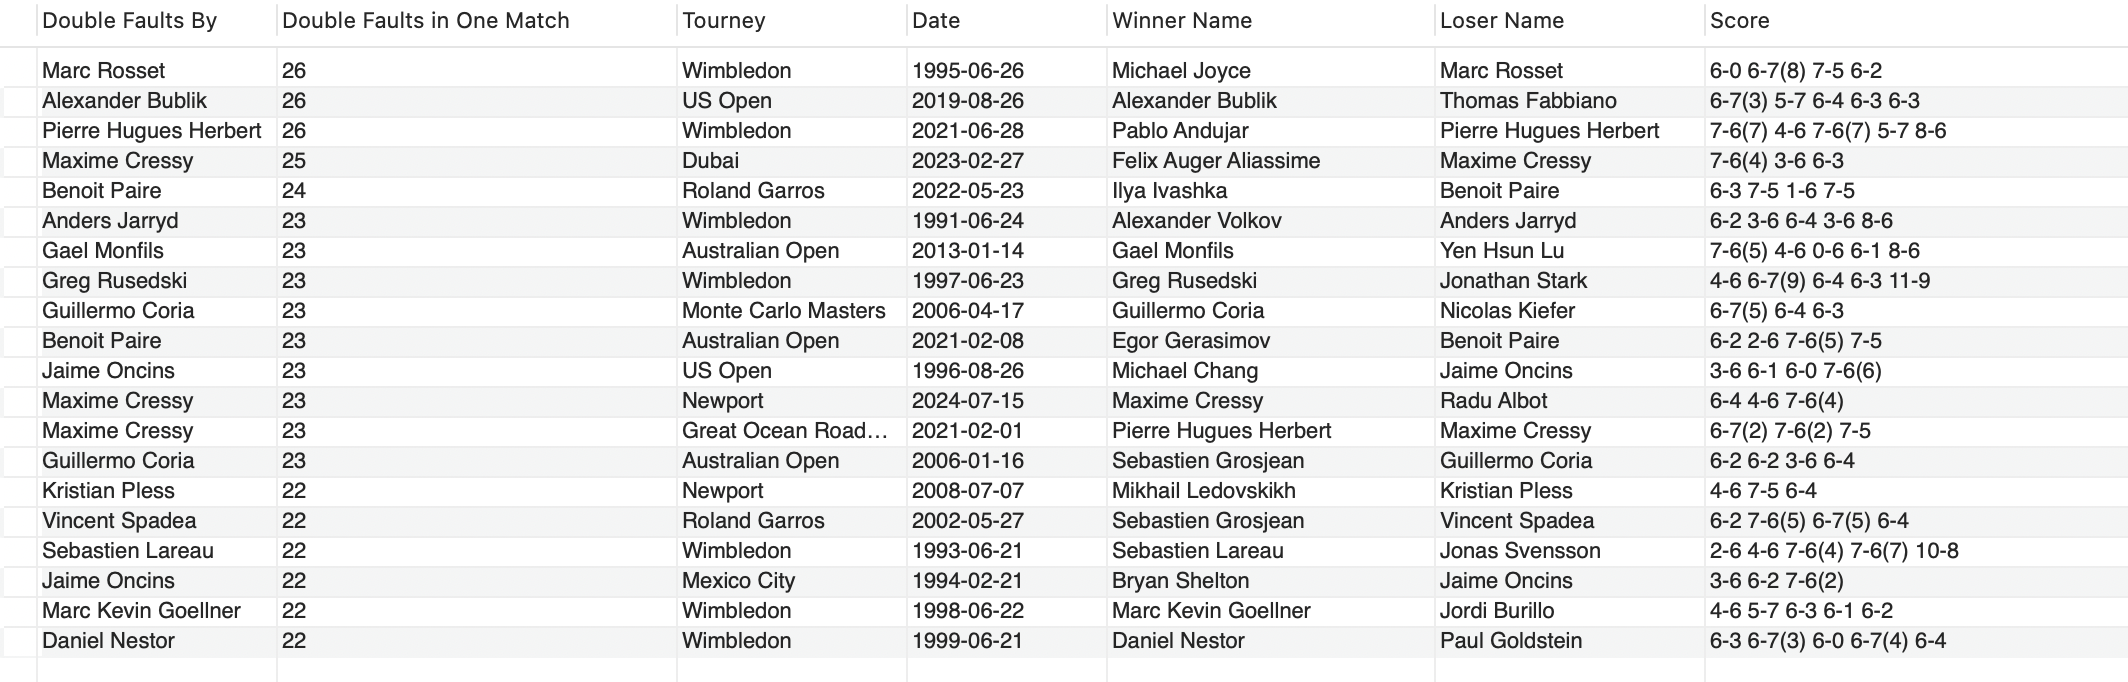 Double Faults By Double Faults in One Match Tourney Date Winner Name Loser Name Score
Marc Rosset 26 Wimbledon 1995-06-26 Michael Joyce Marc Rosset 6-0 6-7(8) 7-5 6-2
Alexander Bublik 26 US Open 2019-08-26 Alexander Bublik Thomas Fabbiano 6-7(3) 5-7 6-4 6-3 6-3
Pierre Hugues Herbert 26 Wimbledon 2021-06-28 Pablo Andujar Pierre Hugues Herbert 7-6(7) 4-6 7-6(7) 5-7 8-6
Maxime Cressy 25 Dubai 2023-02-27 Felix Auger Aliassime Maxime Cressy 7-6(4) 3-6 6-3
Benoit Paire 24 Roland Garros 2022-05-23 Ilya Ivashka Benoit Paire 6-3 7-5 1-6 7-5
Anders Jarryd 23 Wimbledon 1991-06-24 Alexander Volkov Anders Jarryd 6-2 3-6 6-4 3-6 8-6
Gael Monfils 23 Australian Open 2013-01-14 Gael Monfils Yen Hsun Lu 7-6(5) 4-6 0-6 6-1 8-6
Greg Rusedski 23 Wimbledon 1997-06-23 Greg Rusedski Jonathan Stark 4-6 6-7(9) 6-4 6-3 11-9
Guillermo Coria 23 Monte Carlo Masters 2006-04-17 Guillermo Coria Nicolas Kiefer 6-7(5) 6-4 6-3
Benoit Paire 23 Australian Open 2021-02-08 Egor Gerasimov Benoit Paire 6-2 2-6 7-6(5) 7-5
Jaime Oncins 23 US Open 1996-08-26 Michael Chang Jaime Oncins 3-6 6-1 6-0 7-6(6)
Maxime Cressy 23 Newport 2024-07-15 Maxime Cressy Radu Albot 6-4 4-6 7-6(4)
Maxime Cressy 23 Great Ocean Road… 2021-02-01 Pierre Hugues Herbert Maxime Cressy 6-7(2) 7-6(2) 7-5
Guillermo Coria 23 Australian Open 2006-01-16 Sebastien Grosjean Guillermo Coria 6-2 6-2 3-6 6-4
Kristian Pless 22 Newport 2008-07-07 Mikhail Ledovskikh Kristian Pless 4-6 7-5 6-4
Vincent Spadea 22 Roland Garros 2002-05-27 Sebastien Grosjean Vincent Spadea 6-2 7-6(5) 6-7(5) 6-4
Sebastien Lareau 22 Wimbledon 1993-06-21 Sebastien Lareau Jonas Svensson 2-6 4-6 7-6(4) 7-6(7) 10-8
Jaime Oncins 22 Mexico City 1994-02-21 Bryan Shelton Jaime Oncins 3-6 6-2 7-6(2)
Marc Kevin Goellner 22 Wimbledon 1998-06-22 Marc Kevin Goellner Jordi Burillo 4-6 5-7 6-3 6-1 6-2
Daniel Nestor 22 Wimbledon 1999-06-21 Daniel Nestor Paul Goldstein 6-3 6-7(3) 6-0 6-7(4) 6-4